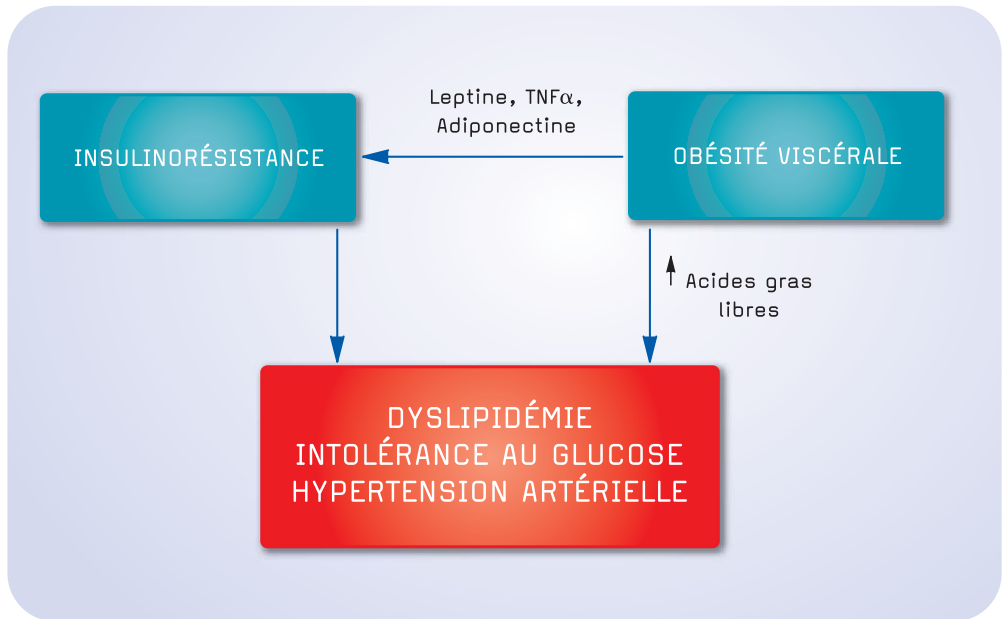 Leptine, TNFα,
Adiponectine
INSULINORÉSISTANCE
OBÉSITÉ VISCÉRALE
Acides gras
libres
DYSLIPIDÉMIE
INTOLÉRANCE AU GLUCOSE
HYPERTENSION ARTÉRIELLE